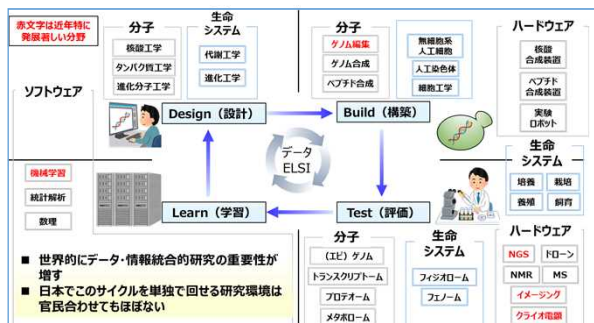 赤文字は近年特に
発展著しい分野
分子
核酸工学
タンパク質工学
進化分子工学
生命
システム
代謝工学
進化工学
分子
ゲノム編集
ゲノム合成
ペプチド合成
無細胞系
人工細胞
人工染色体
細胞工学
ハードウェア
核酸
合成装置
ペプチド
合成装置
実験
ロボット
ソフトウェア
機械学習
統計解析
数理
Design（設計）
Build（構築）
データ
ELSI
Learn（学習）
Test（評価）
生命
システム
培養
栽培
養殖
飼育
分子
（エピ）ゲノム
トランスクリプトーム
プロテオーム
メタボローム
生命
システム
フィジオローム
フェノーム
ハードウェア
NGS
ドローン
NMR
MS
イメージング
クライオ電顕
■ 世界的にデータ・情報統合的研究の重要性が
増す
■ 日本でこのサイクルを単独で回せる研究環境は
官民合わせてもほぼない